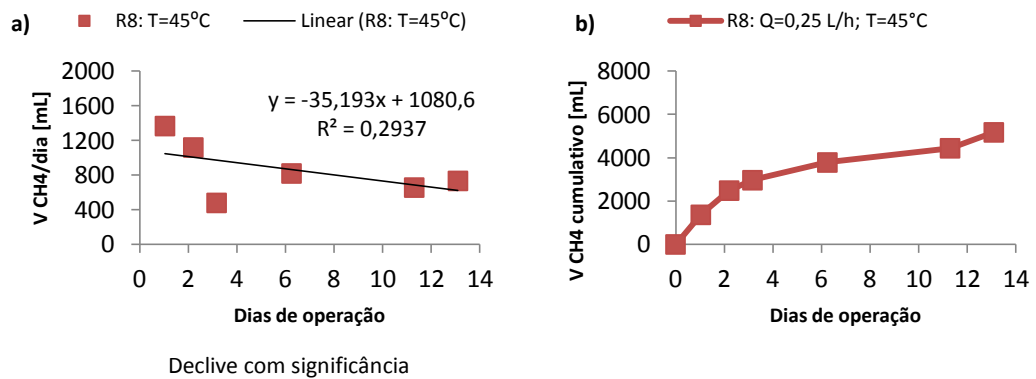 a)
R8: T=45ºC
Linear (R8: T=45ºC)
V CH4/dia [mL]
2000
1600
1200
800
400
0
y = -35,193x + 1080,6
R² = 0,2937
0 2 4 6 8 10 12 14
Dias de operação
Declive com significância
b)
R8: Q=0,25 L/h; T=45°C
V CH4 cumulativo [mL]
8000
6000
4000
2000
0
0 2 4 6 8 10 12 14
Dias de operação